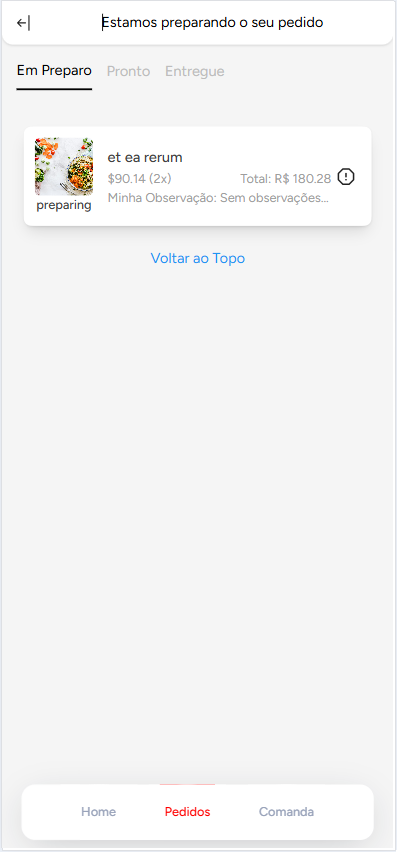 Estamos preparando o seu pedido
Em Preparo Pronto Entregue
et ea rerum
$90.14 (2x) Total: R$ 180.28
preparing
Minha Observação: Sem observações...
Voltar ao Topo
Home Pedidos Comanda